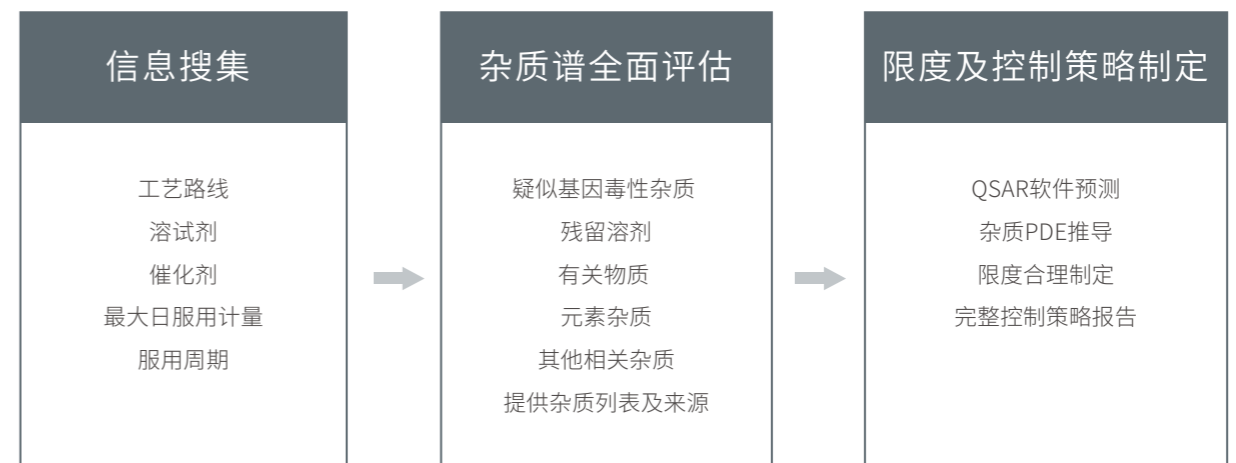 信息搜集
工艺路线
溶试剂
催化剂
最大日服用计量
服用周期
杂质谱全面评估
疑似基因毒性杂质
残留溶剂
有关物质
元素杂质
其他相关杂质
提供杂质列表及来源
限度及控制策略制定
QSAR软件预测
杂质PDE推导
限度合理制定
完整控制策略报告